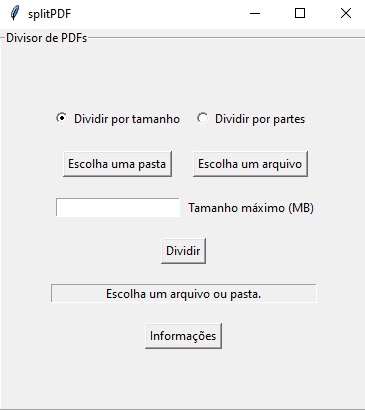 splitPDF
Divisor de PDFs
Dividir por tamanho Dividir por partes
Escolha uma pasta Escolha um arquivo
Tamanho máximo (MB)
Dividir
Escolha um arquivo ou pasta.
Informações